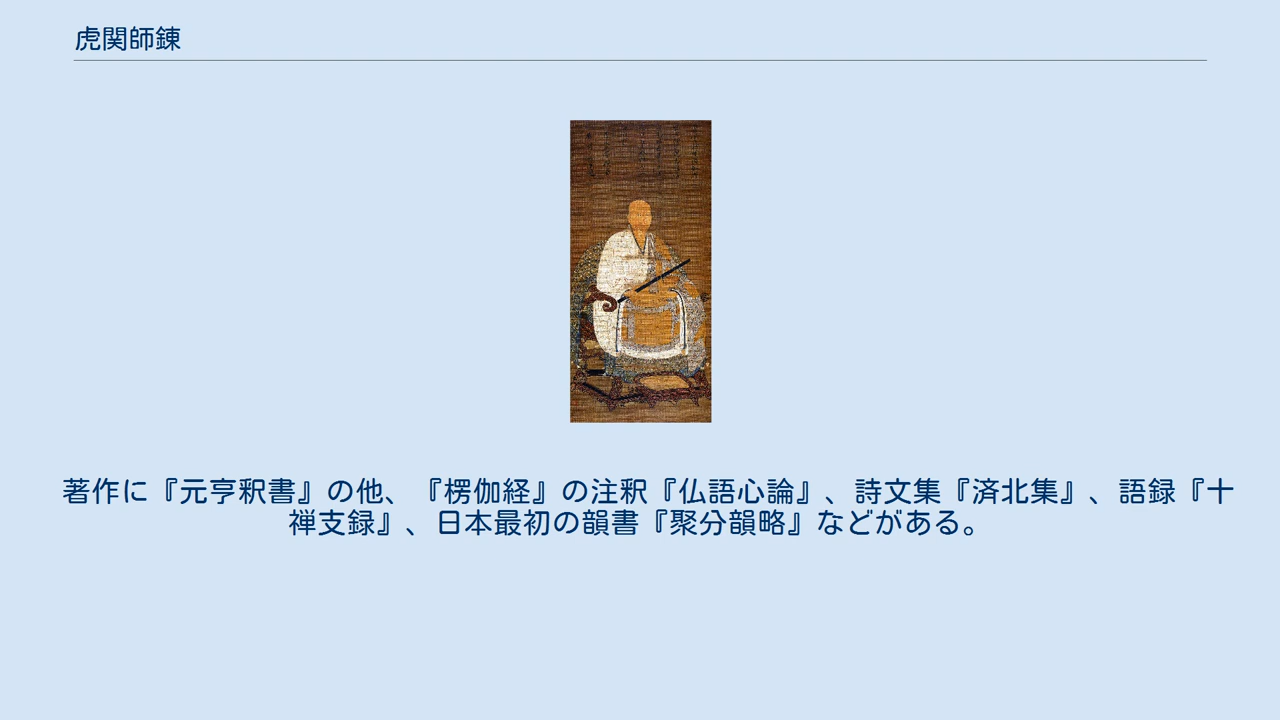 虎関師錬
著作に『元亨釈書』の他、『楞伽経』の注釈『仏語心論』、詩文集『済北集』、語録『十
禅支録』、日本最初の韻書『聚分韻略』などがある。